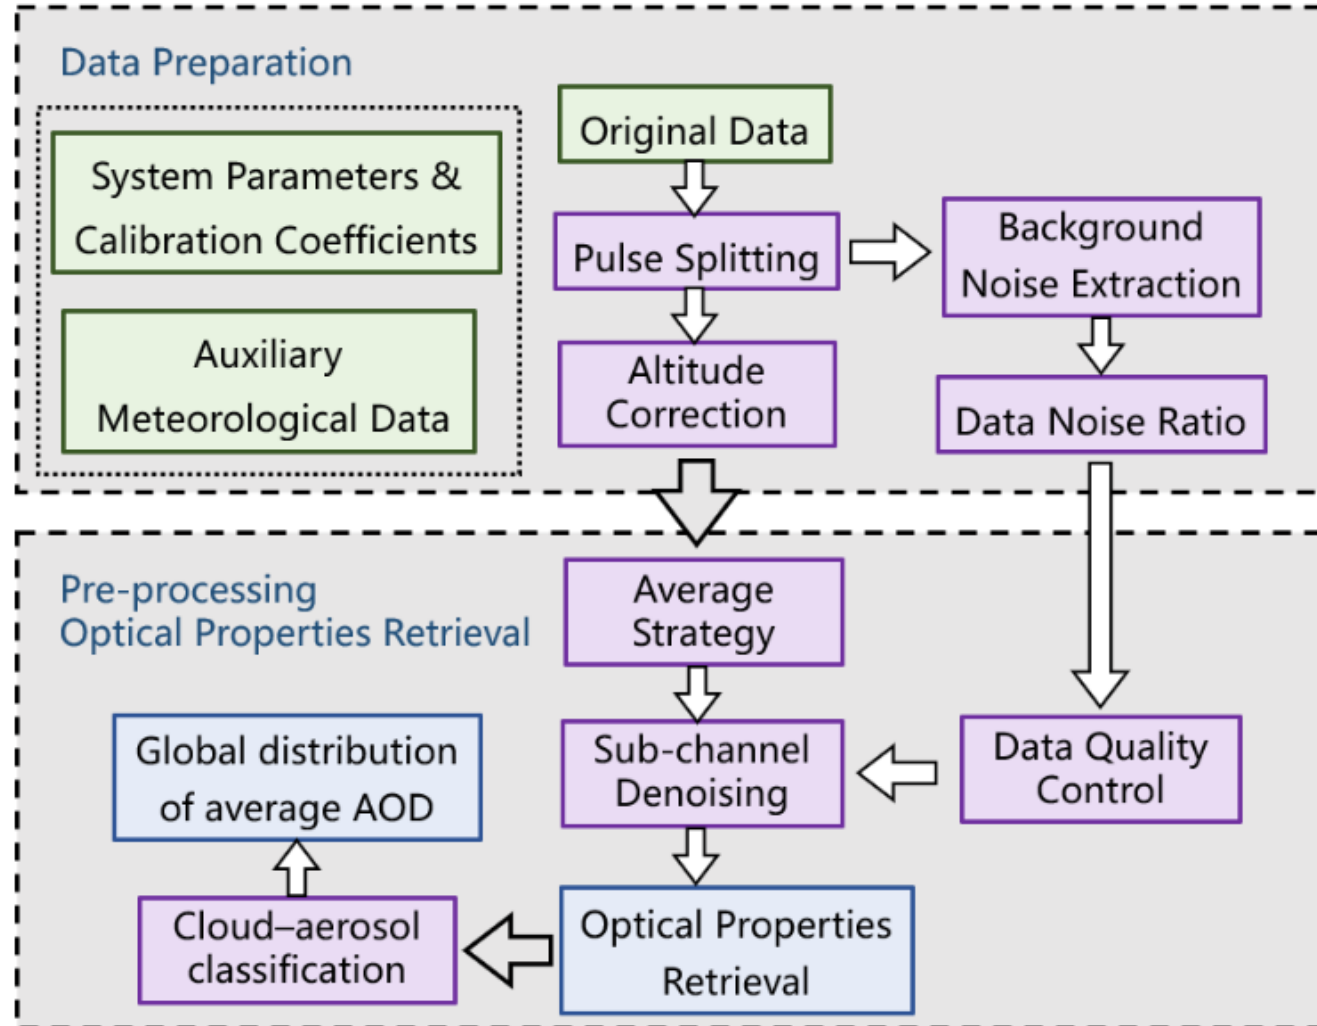 Data Preparation
System Parameters &
Calibration Coefficients
Auxiliary
Meteorological Data
Original Data
Pulse Splitting
Altitude
Correction
Background
Noise Extraction
Data Noise Ratio
Pre-processing
Optical Properties Retrieval
Average
Strategy
Sub-channel
Denoising
Data Quality
Control
Optical Properties
Retrieval
Cloud–aerosol
classification
Global distribution
of average AOD